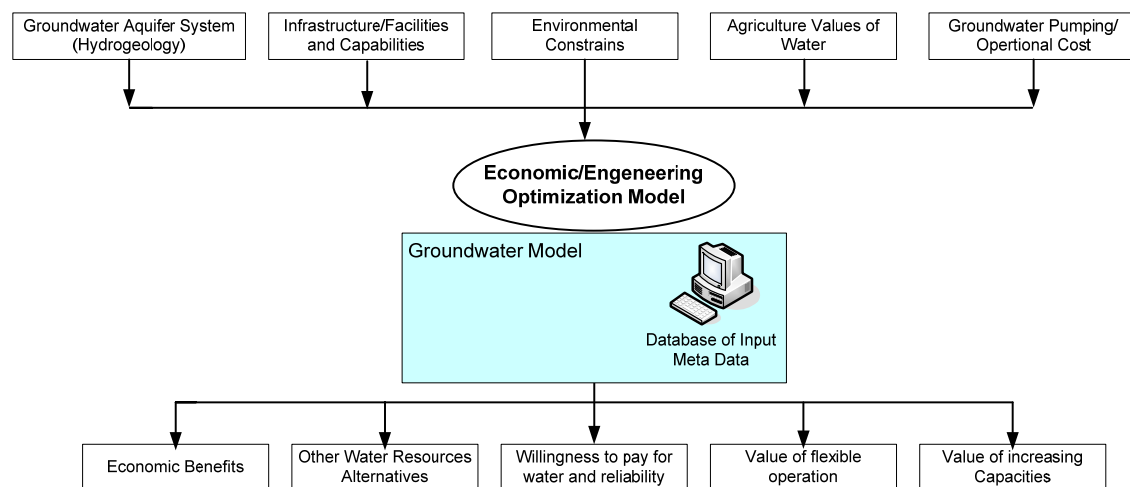 Groundwater Aquifer System
(Hydrogeology)
Infrastructure/Facilities
and Capabilities
Environmental
Constrains
Agriculture Values of
Water
Groundwater Pumping/
Opertional Cost
Economic/Engeneering
Optimization Model
Groundwater Model
Database of Input
Meta Data
Economic Benefits
Other Water Resources
Alternatives
Willingness to pay for
water and reliability
Value of flexible
operation
Value of increasing
Capacities